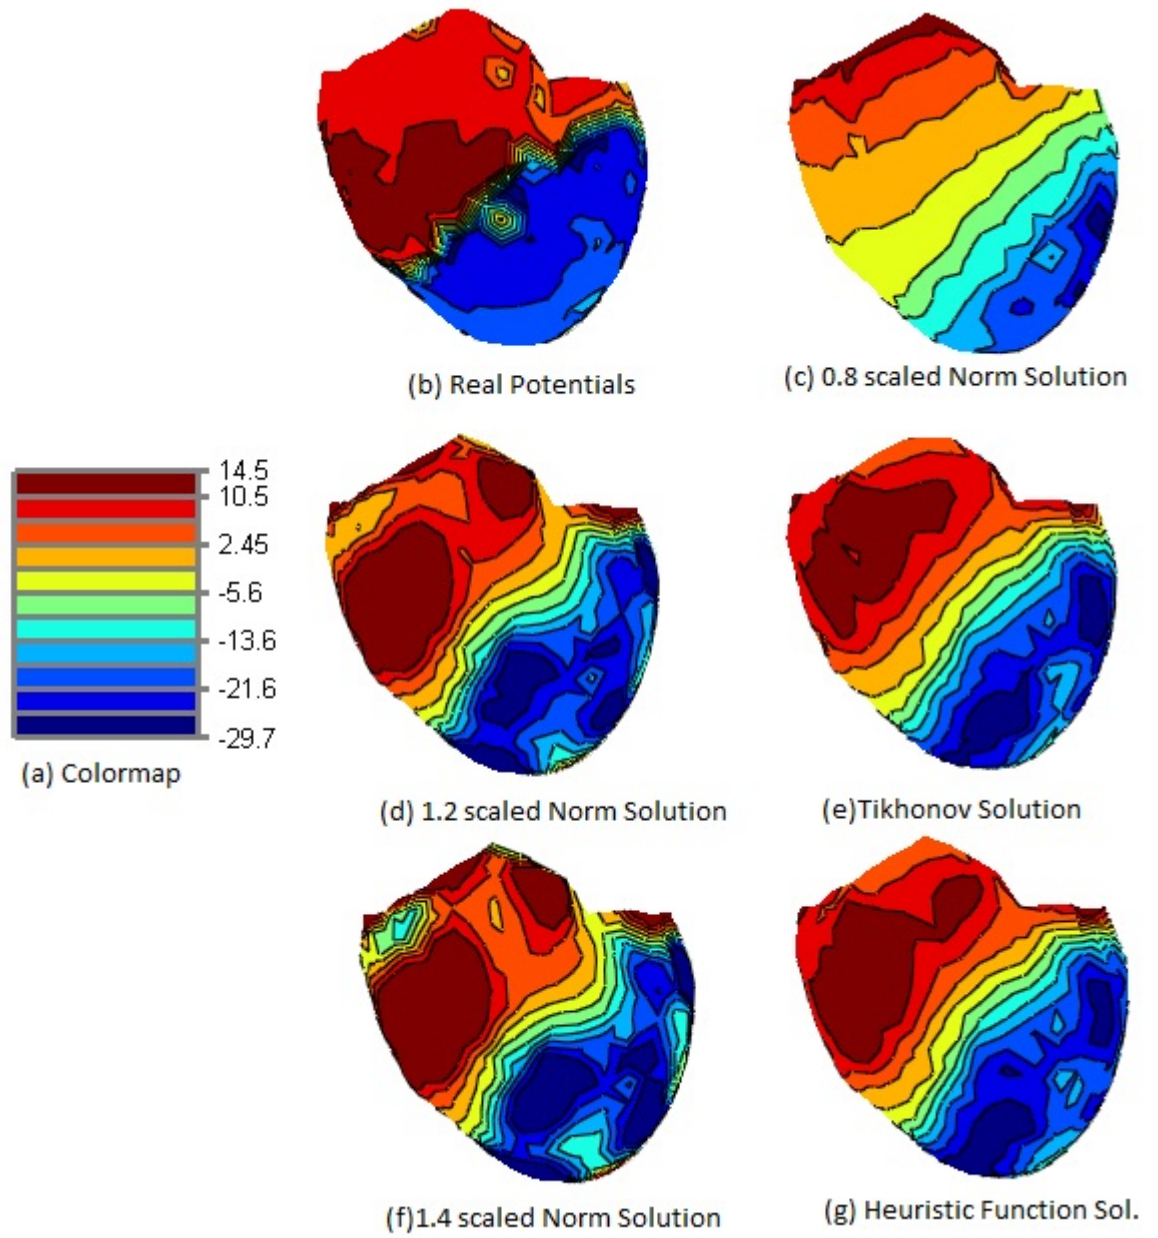 (b) Real Potentials
(c) 0.8 scaled Norm Solution
14.5
10.5
2.45
-5.6
-13.6
-21.6
-29.7
(a) Colormap
(d) 1.2 scaled Norm Solution
(e)Tikhonov Solution
(f)1.4 scaled Norm Solution
(g) Heuristic Function Sol.